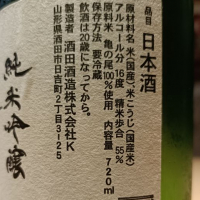 品目 日本酒
原材料名 米(国産米)、米こうじ(国産米)
アルコール分 16度 精米歩合 55%
原料米 亀の尾100%使用 内容量 720ml
保存方法 要冷蔵
飲酒は20歳になってから。
製造者 酒田酒造株式会社K
山形県酒田市日吉町2丁目3-25
純米吟醸